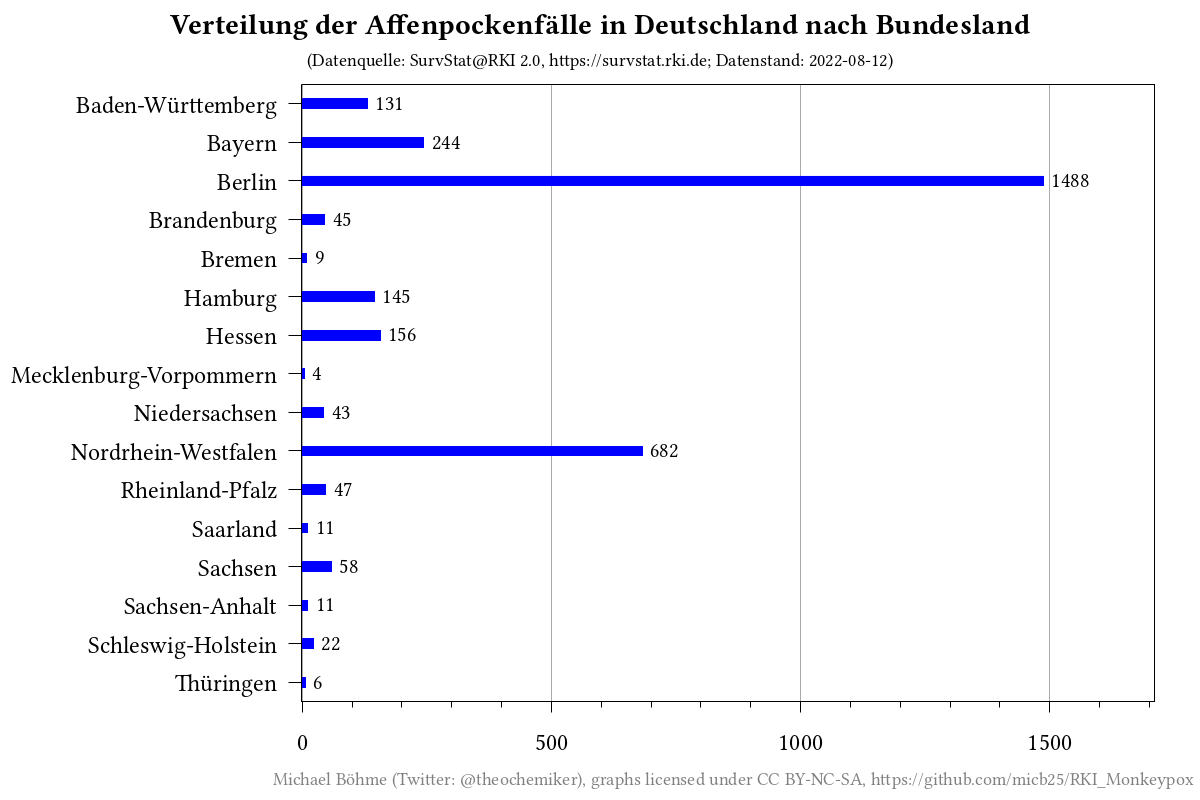 Verteilung der Affenpockenfälle in Deutschland nach Bundesland
(Datenquelle: SurvStat@RKI 2.0, https://survstat.rki.de; Datenstand: 2022-08-12)
Baden-Württemberg 131
Bayern 244
Berlin 1488
Brandenburg 45
Bremen 9
Hamburg 145
Hessen 156
Mecklenburg-Vorpommern 4
Niedersachsen 43
Nordrhein-Westfalen 682
Rheinland-Pfalz 47
Saarland 11
Sachsen 58
Sachsen-Anhalt 11
Schleswig-Holstein 22
Thüringen 6
0 500 1000 1500
Michael Böhme (Twitter: @theochemiker), graphs licensed under CC BY-NC-SA, https://github.com/micb25/RKI_Monkeypox